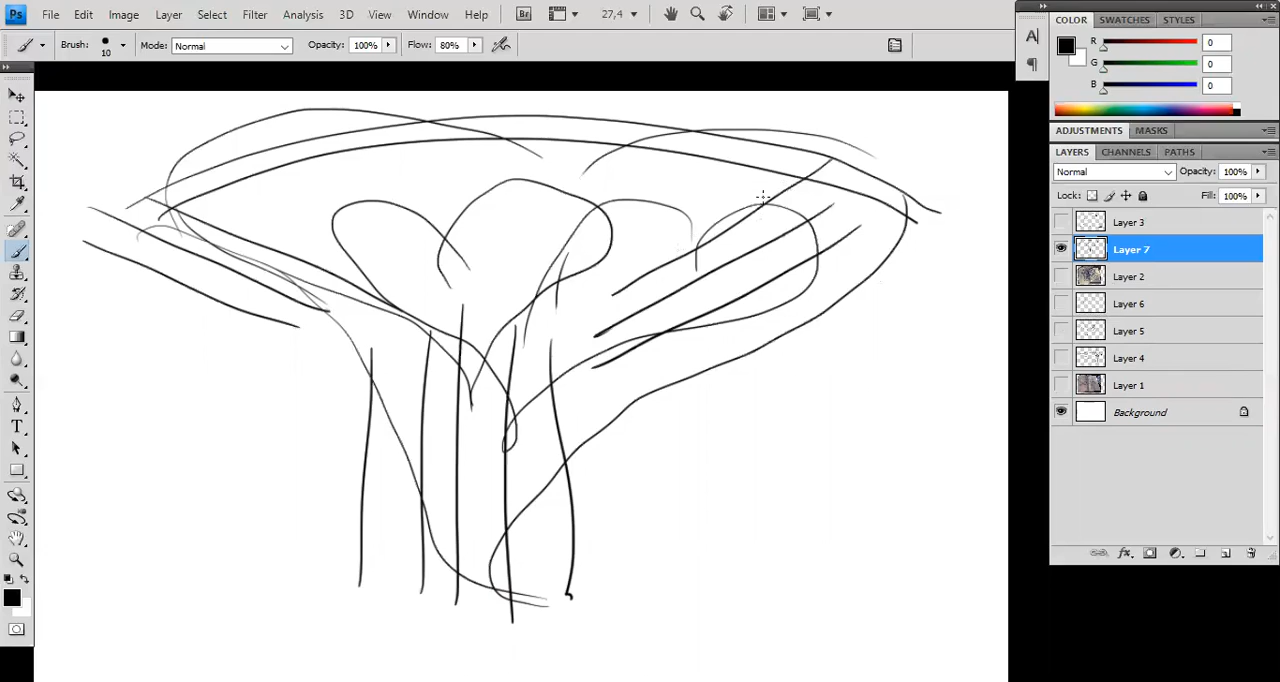 Ps File Edit Image Layer Select Filter Analysis 3D View Window Help Br 27,4
Brush: 10 Mode: Normal Opacity: 100% Flow: 80%
COLOR SWATCHES STYLES
R 0
G 0
B 0
ADJUSTMENTS MASKS
LAYERS CHANNELS PATHS
Normal Opacity: 100%
Lock: Fill: 100%
Layer 3
Layer 7
Layer 2
Layer 6
Layer 5
Layer 4
Layer 1
Background